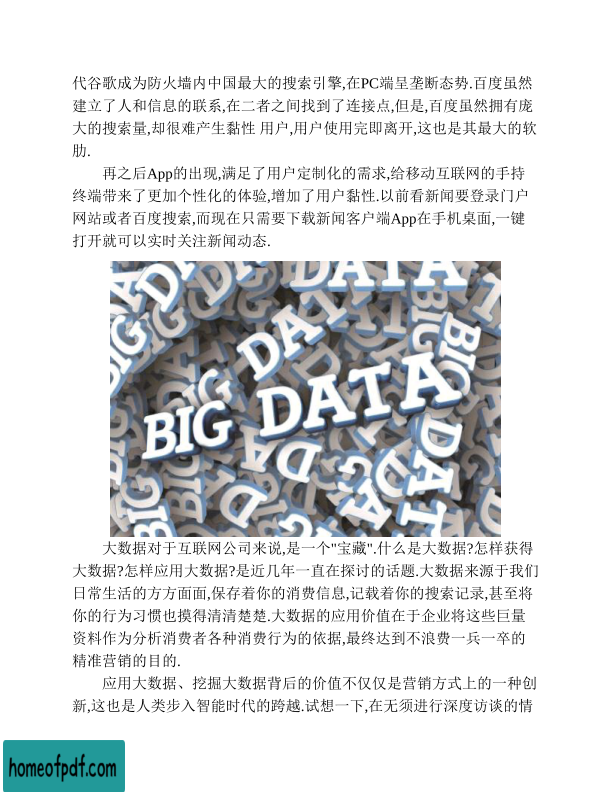 代谷歌成为防火墙内中国最大的搜索引擎,在PC端呈垄断态势.百度虽然
建立了人和信息的联系,在二者之间找到了连接点,但是,百度虽然拥有庞
大的搜索量,却很难产生黏性 用户,用户使用完即离开,这也是其最大的软
肋.
再之后App的出现,满足了用户定制化的需求,给移动互联网的手持
终端带来了更加个性化的体验,增加了用户黏性.以前看新闻要登录门户
网站或者百度搜索,而现在只需要下载新闻客户端App在手机桌面,一键
打开就可以实时关注新闻动态.
BIG DATA
大数据对于互联网公司来说,是一个"宝藏".什么是大数据?怎样获得
大数据?怎样应用大数据?是近几年一直在探讨的话题.大数据来源于我们
日常生活的方方面面,保存着你的消费信息,记载着你的搜索记录,甚至将
你的行为习惯也摸得清清楚楚.大数据的应用价值在于企业将这些巨量
资料作为分析消费者各种消费行为的依据,最终达到不浪费一兵一卒的
精准营销的目的.
应用大数据、挖掘大数据背后的价值不仅仅是营销方式上的一种创
新,这也是人类步入智能时代的跨越.试想一下,在无须进行深度访谈的情
homeofpdf.com